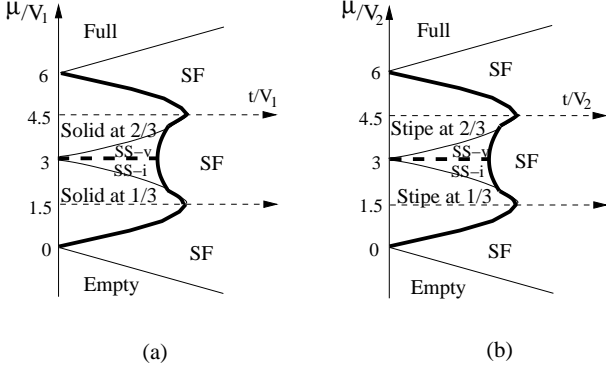 μ/V₁
Full
SF
6
t/V₁
4.5
Solid at 2/3
SS−v
3
SS−i
SF
Solid at 1/3
1.5
0
SF
Empty
(a)
μ/V₂
Full
SF
6
t/V₂
4.5
Stipe at 2/3
SS−v
3
SS−i
SF
Stipe at 1/3
1.5
0
SF
Empty
(b)